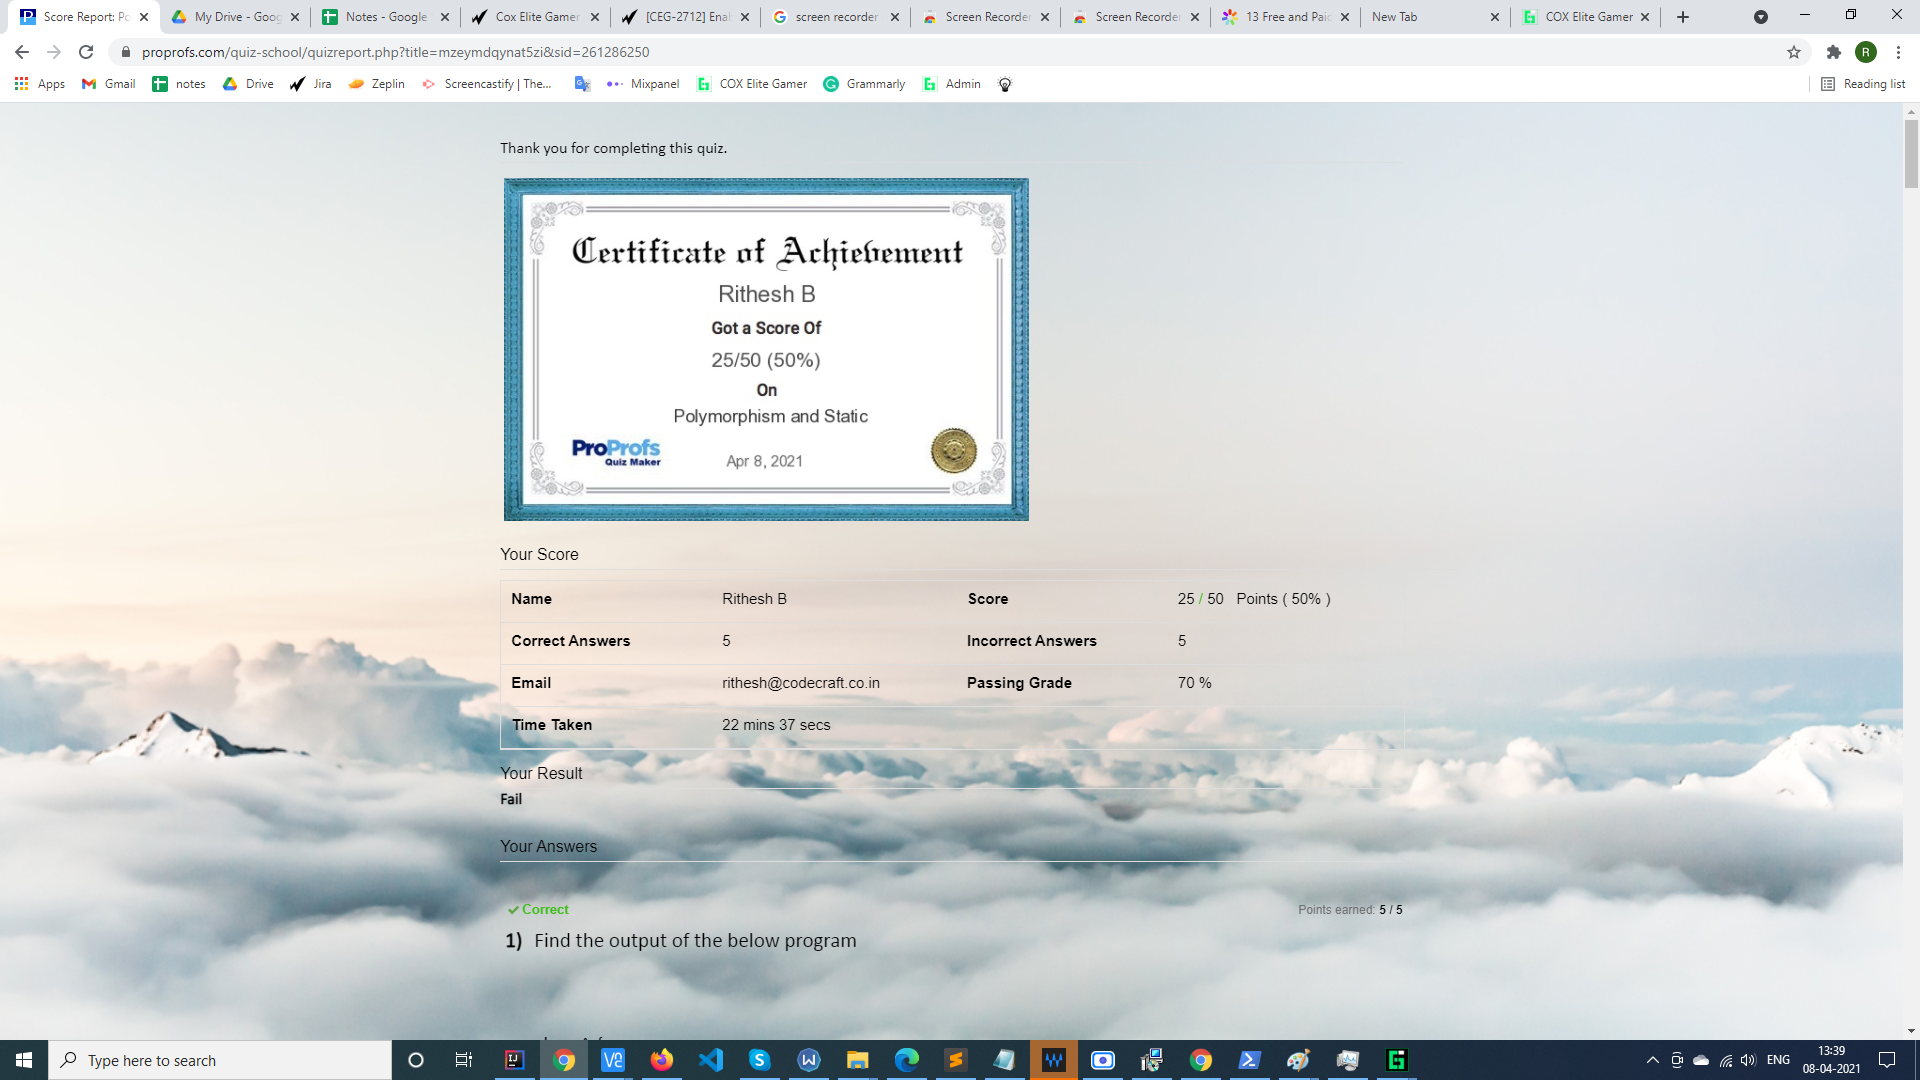 Score Report: Po
My Drive - Goog
Notes - Google
Cox Elite Gamer
[CEG-2712] Enal
screen recorder
Screen Recorde
Screen Recorde
13 Free and Paid
New Tab
COX Elite Gamer
proprofs.com/quiz-school/quizreport.php?title=mzeymdqynat5zi&sid=261286250
R
Apps
Gmail
notes
Drive
Jira
Zeplin
Screencastify | The...
Mixpanel
COX Elite Gamer
Grammarly
Admin
Reading list
Thank you for completing this quiz.
Certificate of Achievement
Rithesh B
Got a Score Of
25/50 (50%)
On
Polymorphism and Static
ProProfs
Quiz Maker
Apr 8, 2021
Your Score
Name Rithesh B Score 25 / 50 Points ( 50% )
Correct Answers 5 Incorrect Answers 5
Email rithesh@codecraft.co.in Passing Grade 70 %
Time Taken 22 mins 37 secs
Your Result
Fail
Your Answers
Correct Points earned: 5 / 5
1) Find the output of the below program
Type here to search
ENG
13:39
08-04-2021